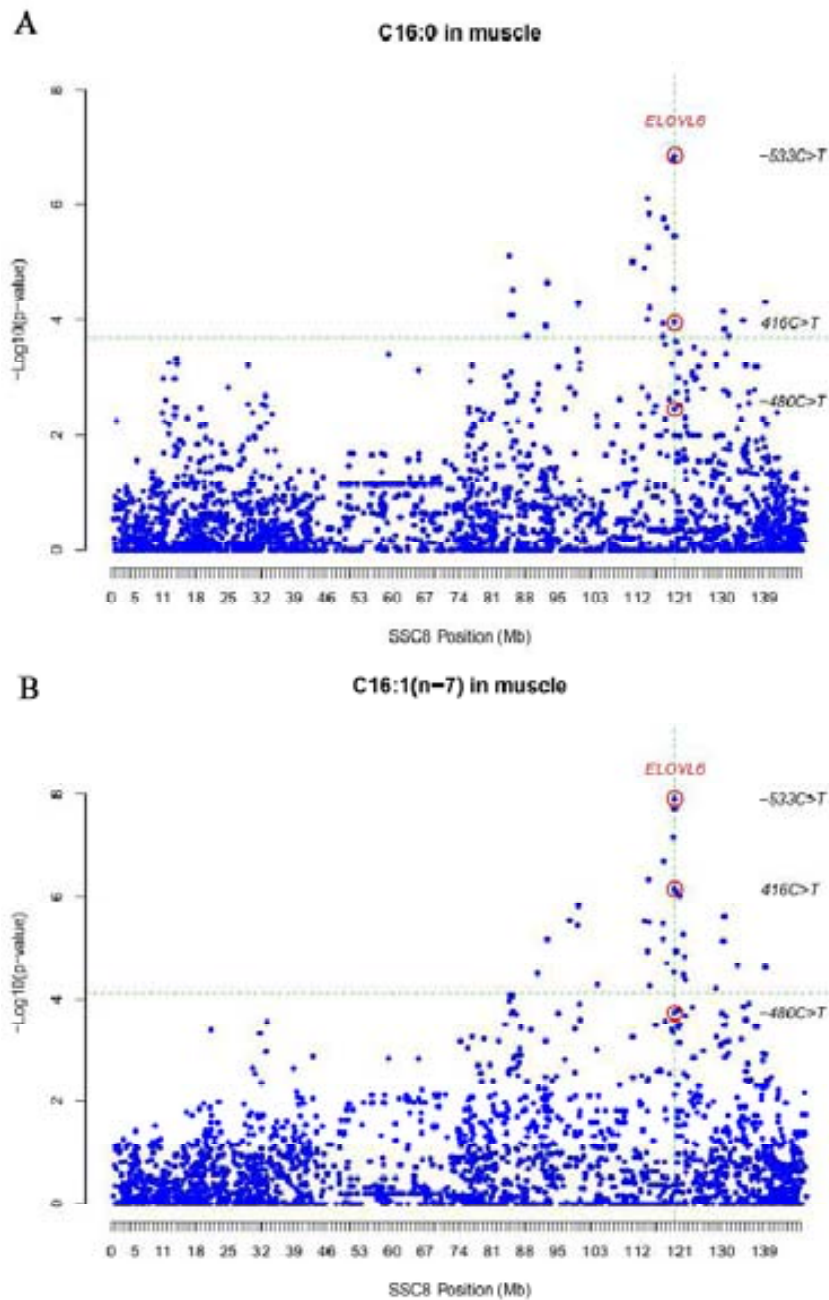 A
C16:0 in muscle
ELOVL6
-533C>T
416C>T
-480C>T
8
6
4
2
0
-Log10(p-value)
0 5 11 18 25 32 39 46 53 60 67 74 81 88 95 103 112 121 130 139
SSC8 Position (Mb)
B
C16:1(n-7) in muscle
ELOVL6
-533C>T
416C>T
-480C>T
8
6
4
2
0
-Log10(p-value)
0 5 11 18 25 32 39 46 53 60 67 74 81 88 95 103 112 121 130 139
SSC8 Position (Mb)